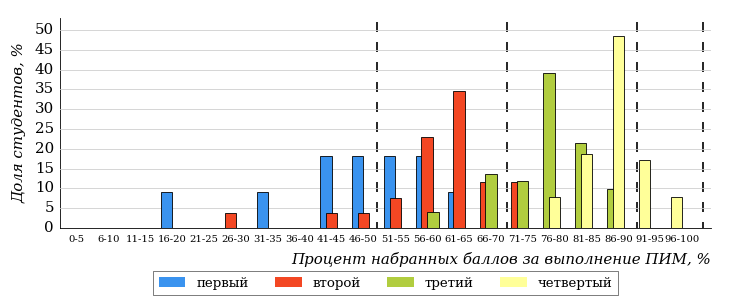 Доля студентов, %
50
45
40
35
30
25
20
15
10
5
0
0-5 6-10 11-15 16-20 21-25 26-30 31-35 36-40 41-45 46-50 51-55 56-60 61-65 66-70 71-75 76-80 81-85 86-90 91-95 96-100
Процент набранных баллов за выполнение ПИМ, %
первый второй третий четвертый